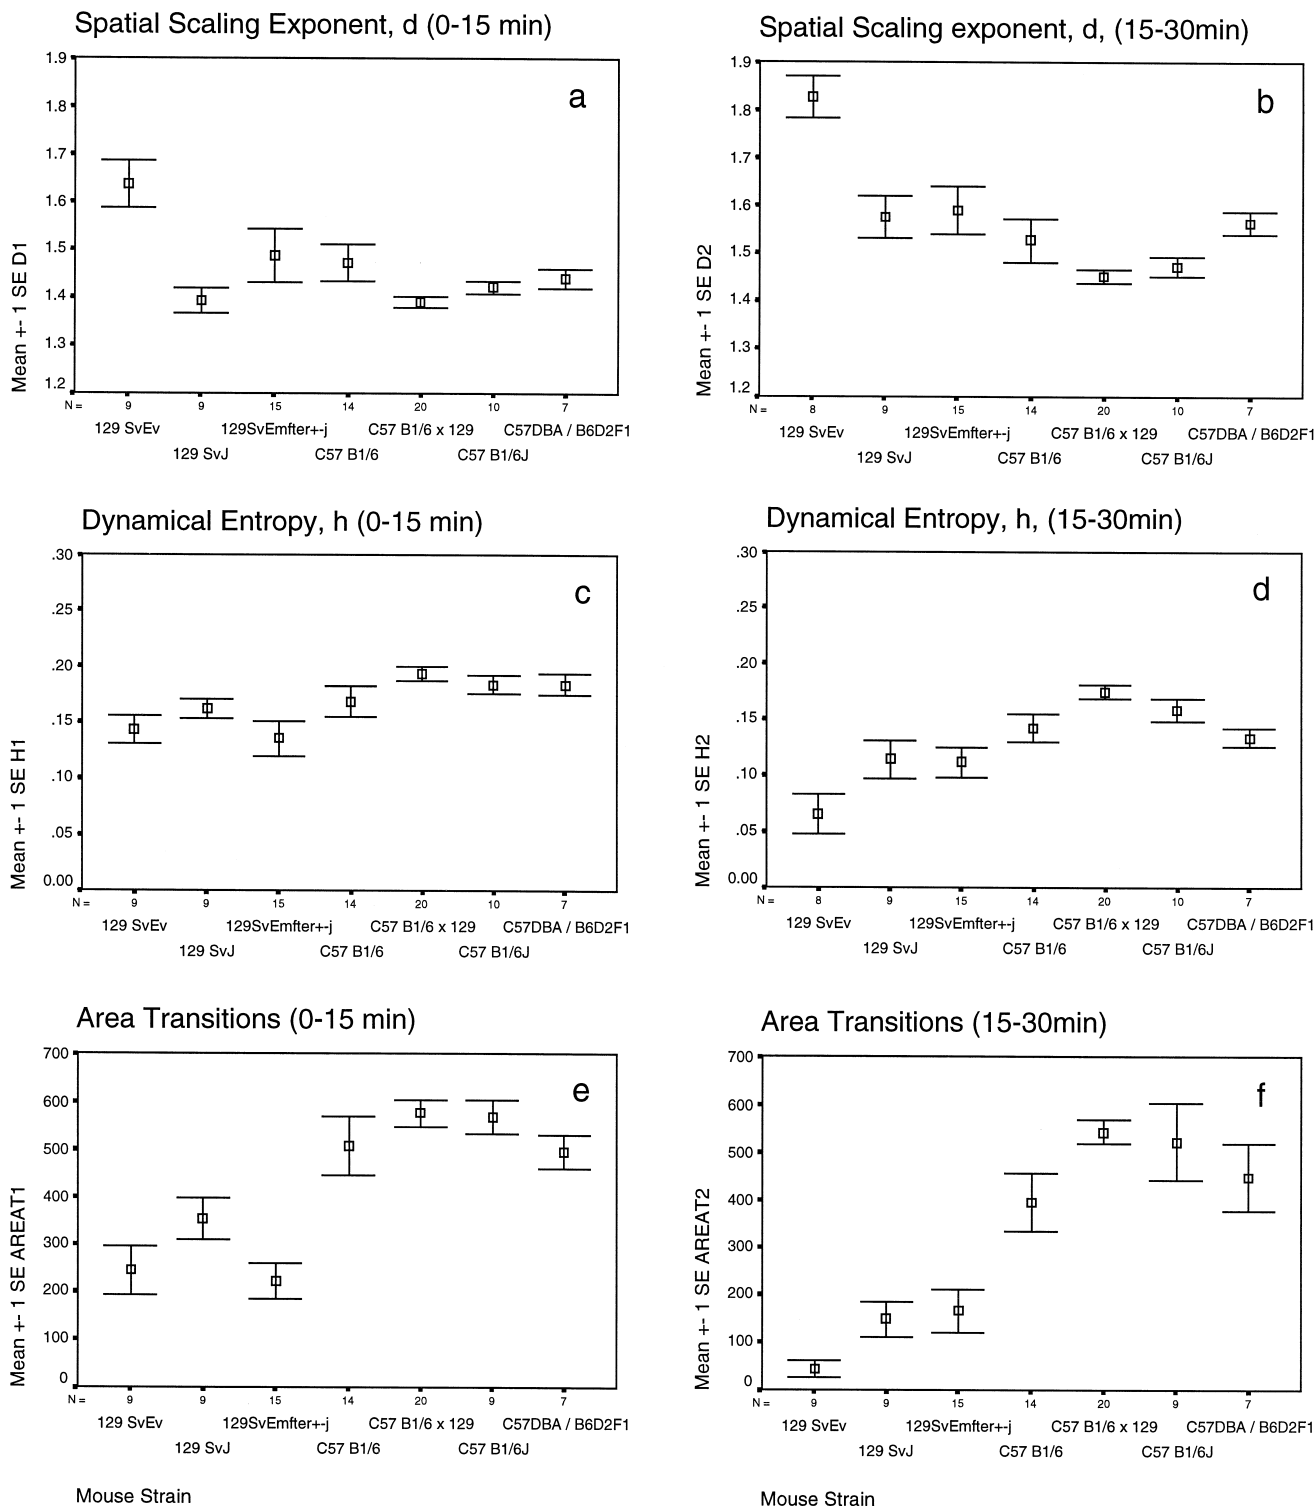 Spatial Scaling Exponent, d (0-15 min)
a
Mean +- 1 SE D1
1.9
1.8
1.7
1.6
1.5
1.4
1.3
1.2
N = 9 9 15 14 20 10 7
129 SvEv 129SvEmfter+-j C57 B1/6 x 129 C57DBA / B6D2F1
129 SvJ C57 B1/6 C57 B1/6J
Spatial Scaling exponent, d, (15-30min)
b
Mean +- 1 SE D2
1.9
1.8
1.7
1.6
1.5
1.4
1.3
1.2
N = 8 9 15 14 20 10 7
129 SvEv 129SvEmfter+-j C57 B1/6 x 129 C57DBA / B6D2F1
129 SvJ C57 B1/6 C57 B1/6J
Dynamical Entropy, h (0-15 min)
c
Mean +- 1 SE H1
.30
.25
.20
.15
.10
.05
0.00
N = 9 9 15 14 20 10 7
129 SvEv 129SvEmfter+-j C57 B1/6 x 129 C57DBA / B6D2F1
129 SvJ C57 B1/6 C57 B1/6J
Dynamical Entropy, h, (15-30min)
d
Mean +- 1 SE H2
.30
.25
.20
.15
.10
.05
0.00
N = 8 9 15 14 20 10 7
129 SvEv 129SvEmfter+-j C57 B1/6 x 129 C57DBA / B6D2F1
129 SvJ C57 B1/6 C57 B1/6J
Area Transitions (0-15 min)
e
Mean +- 1 SE AREAT1
700
600
500
400
300
200
100
0
N = 9 9 15 14 20 9 7
129 SvEv 129SvEmfter+-j C57 B1/6 x 129 C57DBA / B6D2F1
129 SvJ C57 B1/6 C57 B1/6J
Mouse Strain
Area Transitions (15-30min)
f
Mean +- 1 SE AREAT2
700
600
500
400
300
200
100
0
N = 9 9 15 14 20 9 7
129 SvEv 129SvEmfter+-j C57 B1/6 x 129 C57DBA / B6D2F1
129 SvJ C57 B1/6 C57 B1/6J
Mouse Strain